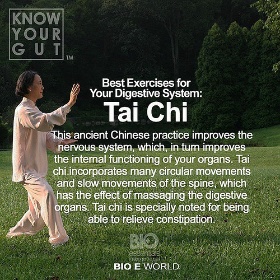 KNOW
YOUR
GUT™
Best Exercises for
Your Digestive System:
Tai Chi
This ancient Chinese practice improves the
nervous system, which, in turn improves
the internal functioning of your organs. Tai
chi incorporates many circular movements
and slow movements of the spine, which
has the effect of massaging the digestive
organs. Tai chi is specially noted for being
able to relieve constipation.
BIO
BIO E WORLD